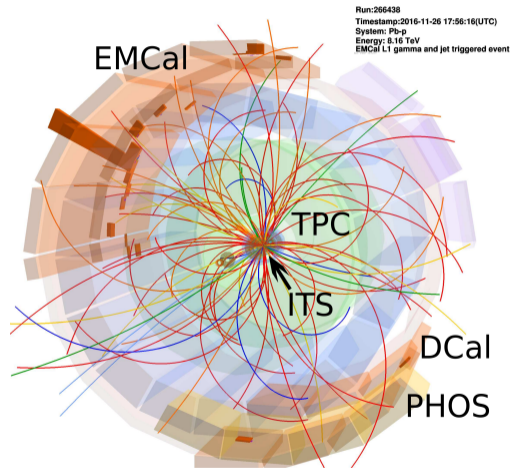 Run:266438
Timestamp:2016-11-26 17:56:16(UTC)
System: Pb-p
Energy: 8.16 TeV
EMCal L1 gamma and jet triggered event
EMCal
TPC
ITS
DCal
PHOS